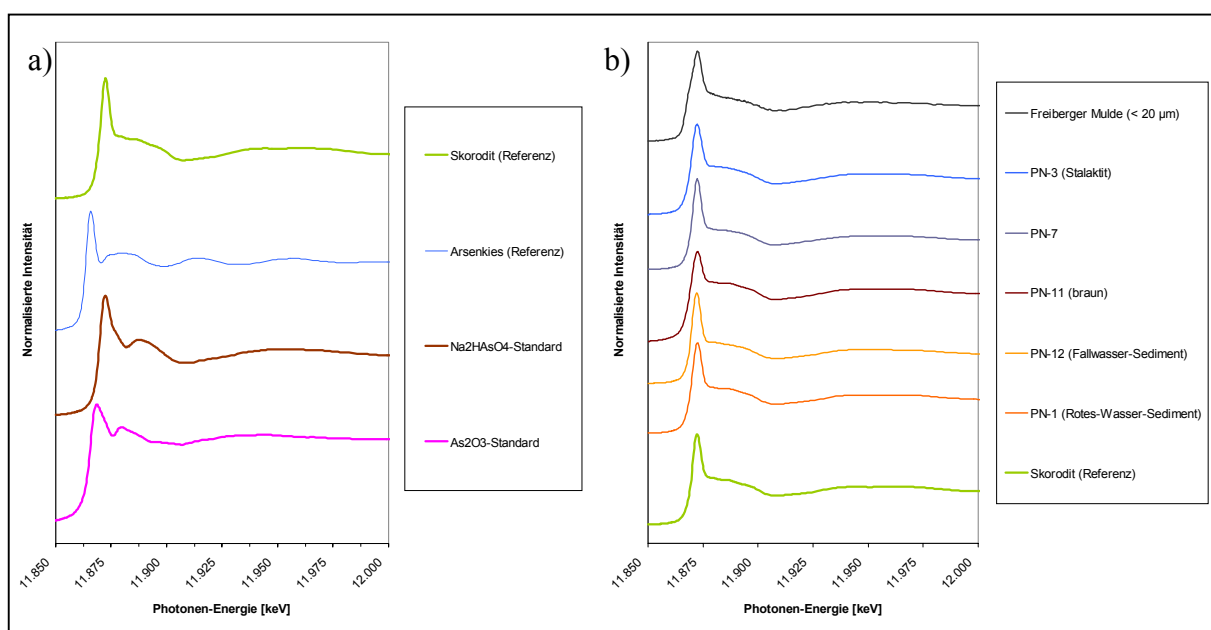 a)
Normalisierte Intensität
11.850
11.875
11.900
11.925
11.950
11.975
12.000
Photonen-Energie [keV]
Skorodit (Referenz)
Arsenkies (Referenz)
Na2HAsO4-Standard
As2O3-Standard
b)
Normalisierte Intensität
11.850
11.875
11.900
11.925
11.950
11.975
12.000
Photonen-Energie [keV]
Freiberger Mulde (< 20 µm)
PN-3 (Stalaktit)
PN-7
PN-11 (braun)
PN-12 (Fallwasser-Sediment)
PN-1 (Rotes-Wasser-Sediment)
Skorodit (Referenz)